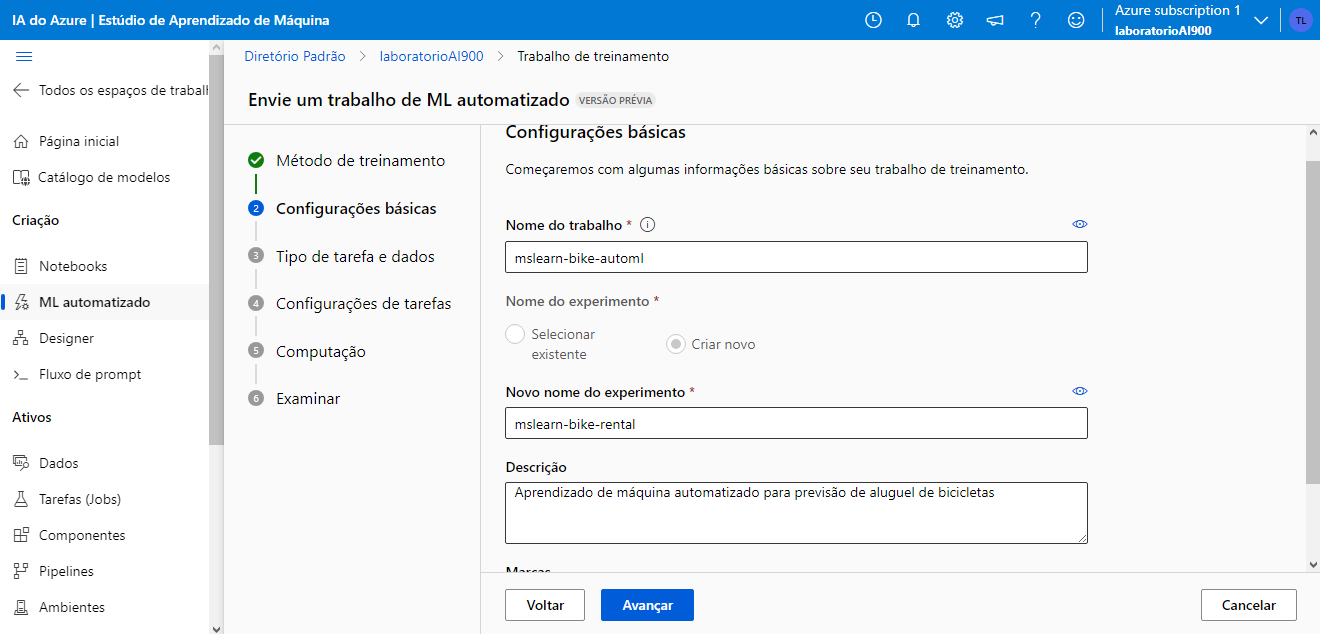 IA do Azure | Estúdio de Aprendizado de Máquina
Azure subscription 1
laboratorioAI900
TL
Todos os espaços de trabal
Página inicial
Catálogo de modelos
Criação
Notebooks
ML automatizado
Designer
Fluxo de prompt
Ativos
Dados
Tarefas (Jobs)
Componentes
Pipelines
Ambientes
Diretório Padrão > laboratorioAI900 > Trabalho de treinamento
Envie um trabalho de ML automatizado VERSÃO PRÉVIA
Método de treinamento
2 Configurações básicas
3 Tipo de tarefa e dados
4 Configurações de tarefas
5 Computação
6 Examinar
Configurações básicas
Começaremos com algumas informações básicas sobre seu trabalho de treinamento.
Nome do trabalho *
mslearn-bike-automl
Nome do experimento *
Selecionar
existente
Criar novo
Novo nome do experimento *
mslearn-bike-rental
Descrição
Aprendizado de máquina automatizado para previsão de aluguel de bicicletas
Marcas
Voltar
Avançar
Cancelar